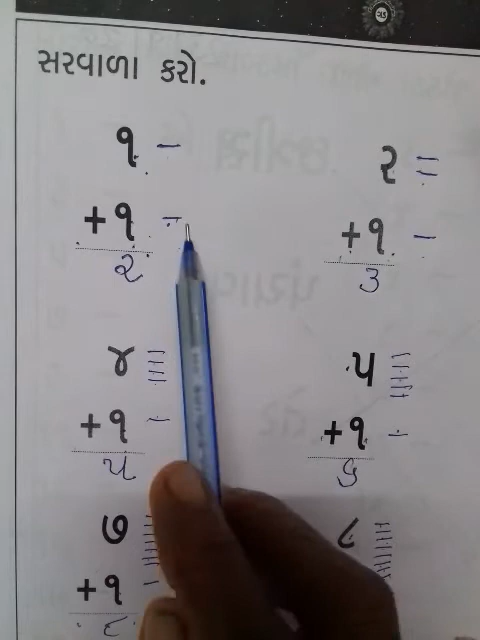 સરવાળા કરો.
૧ – ૨ =
+૧ – +૧ –
૨ ૩
૪ ૫
+૧ – +૧ –
૫ ૬
૭ ૮
+૧ –
૮